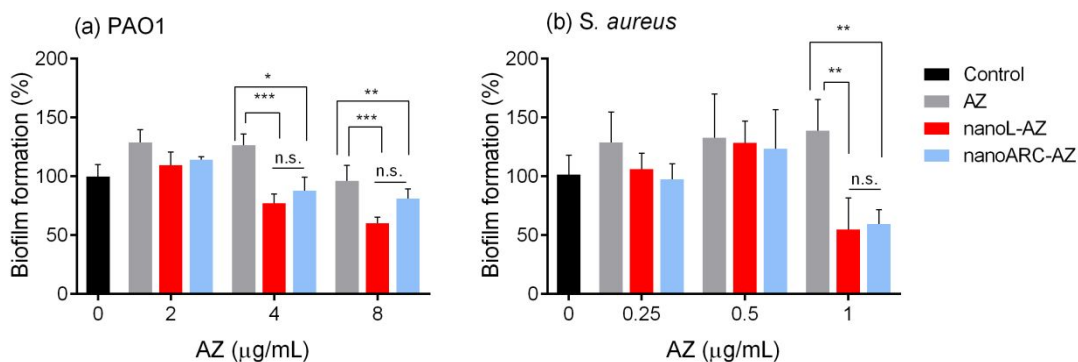 (a) PAO1
Biofilm formation (%)
200
150
100
50
0
*
***
n.s.
**
***
n.s.
0
2
4
8
AZ (μg/mL)
(b) S. aureus
Biofilm formation (%)
200
150
100
50
0
**
**
n.s.
0
0.25
0.5
1
AZ (μg/mL)
Control
AZ
nanoL-AZ
nanoARC-AZ